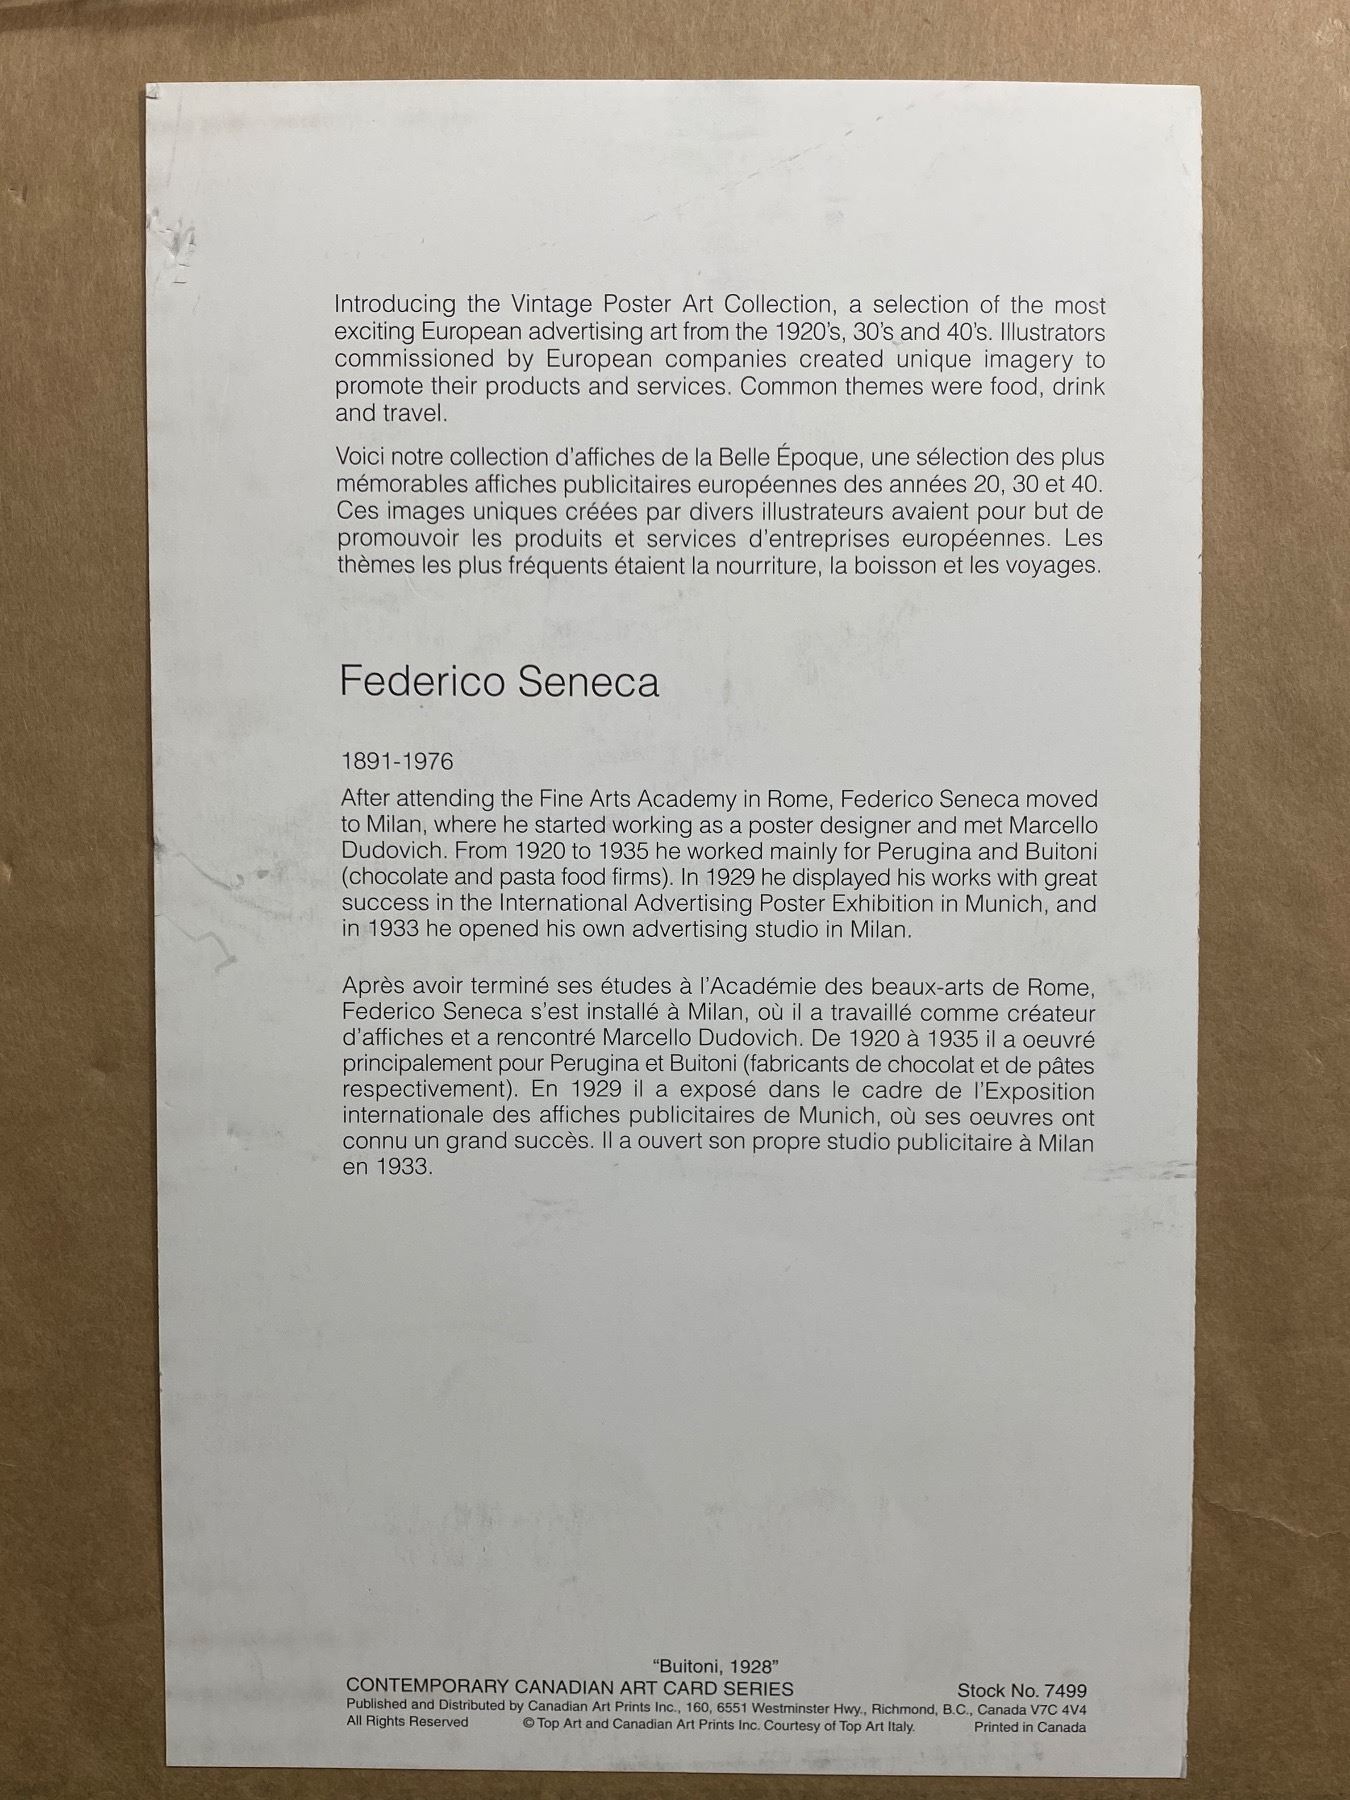 Introducing the Vintage Poster Art Collection, a selection of the most
exciting European advertising art from the 1920's, 30's and 40's. Illustrators
commissioned by European companies created unique imagery to
promote their products and services. Common themes were food, drink
and travel.
Voici notre collection d'affiches de la Belle Époque, une sélection des plus
mémorables affiches publicitaires européennes des années 20, 30 et 40.
Ces images uniques créées par divers illustrateurs avaient pour but de
promouvoir les produits et services d'entreprises européennes. Les
thèmes les plus fréquents étaient la nourriture, la boisson et les voyages.
Federico Seneca
1891-1976
After attending the Fine Arts Academy in Rome, Federico Seneca moved
to Milan, where he started working as a poster designer and met Marcello
Dudovich. From 1920 to 1935 he worked mainly for Perugina and Buitoni
(chocolate and pasta food firms). In 1929 he displayed his works with great
success in the International Advertising Poster Exhibition in Munich, and
in 1933 he opened his own advertising studio in Milan.
Après avoir terminé ses études à l'Académie des beaux-arts de Rome,
Federico Seneca s'est installé à Milan, où il a travaillé comme créateur
d'affiches et a rencontré Marcello Dudovich. De 1920 à 1935 il a oeuvré
principalement pour Perugina et Buitoni (fabricants de chocolat et de pâtes
respectivement). En 1929 il a exposé dans le cadre de l'Exposition
internationale des affiches publicitaires de Munich, où ses oeuvres ont
connu un grand succès. Il a ouvert son propre studio publicitaire à Milan
en 1933.
“Buitoni, 1928”
CONTEMPORARY CANADIAN ART CARD SERIES Stock No. 7499
Published and Distributed by Canadian Art Prints Inc., 160, 6551 Westminster Hwy., Richmond, B.C., Canada V7C 4V4
All Rights Reserved © Top Art and Canadian Art Prints Inc. Courtesy of Top Art Italy. Printed in Canada